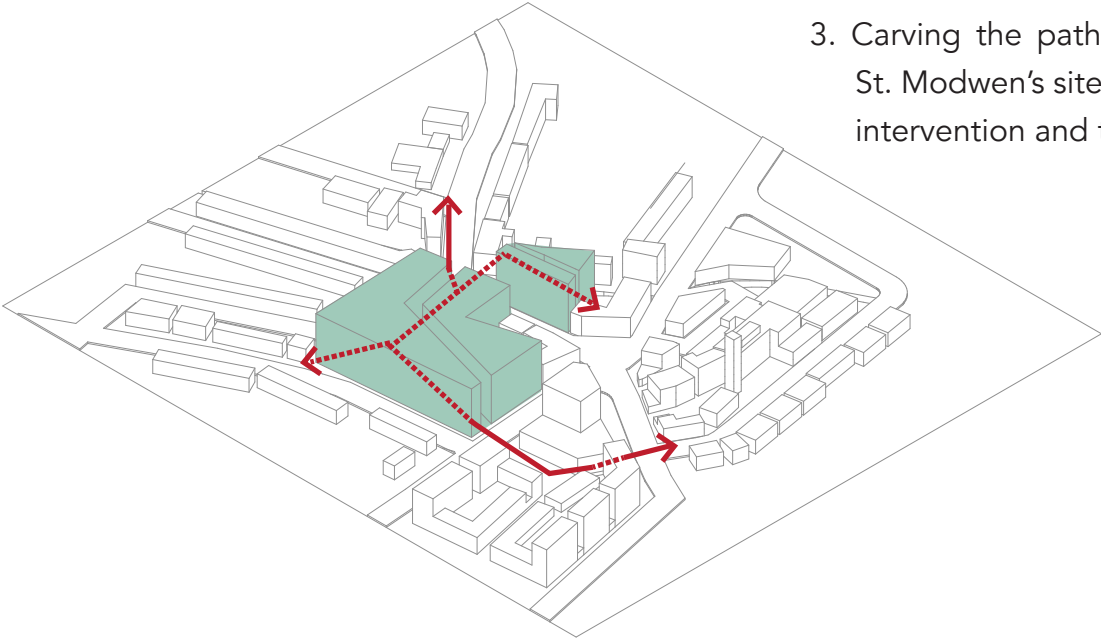 3. Carving the path
St. Modwen's site
intervention and